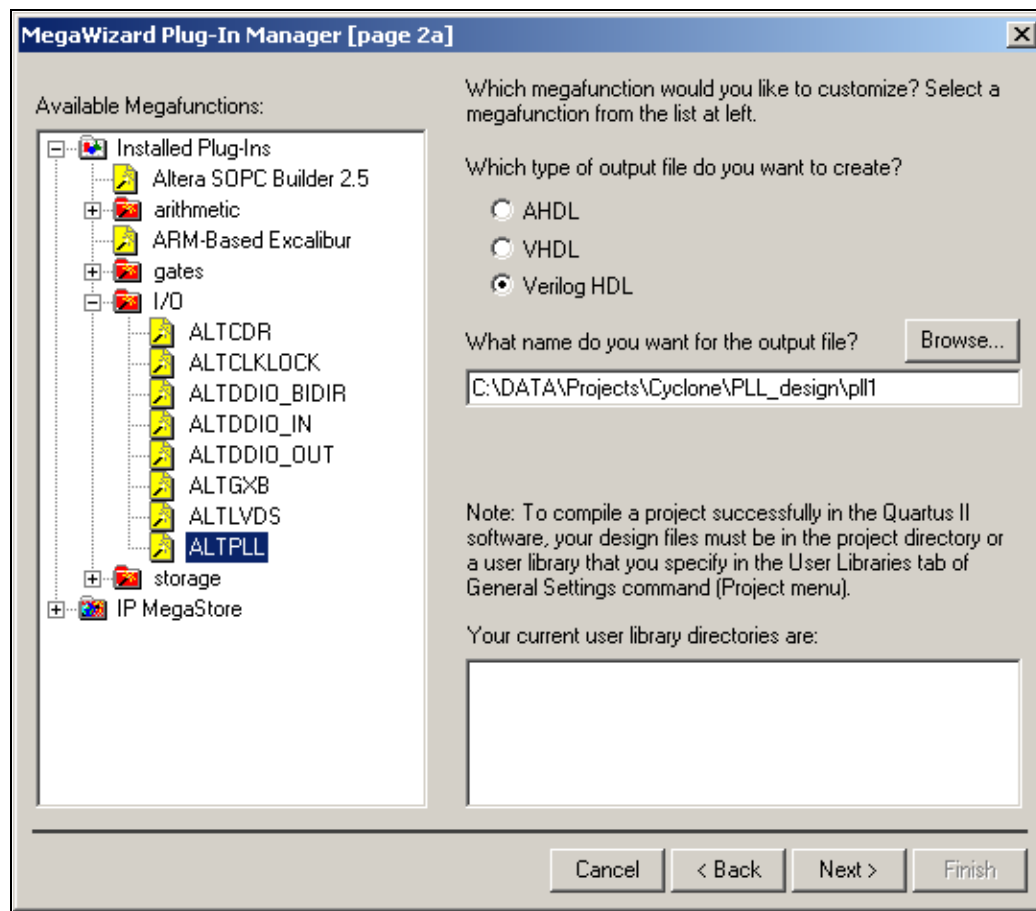 MegaWizard Plug-In Manager [page 2a]
Available Megafunctions:
Installed Plug-Ins
Altera SOPC Builder 2.5
arithmetic
ARM-Based Excalibur
gates
I/O
ALTCDR
ALTCLKLOCK
ALTDDIO_BIDIR
ALTDDIO_IN
ALTDDIO_OUT
ALTGXB
ALTLVDS
ALTPLL
storage
IP MegaStore
Which megafunction would you like to customize? Select a
megafunction from the list at left.
Which type of output file do you want to create?
AHDL
VHDL
Verilog HDL
What name do you want for the output file?
Browse...
C:\DATA\Projects\Cyclone\PLL_design\pll1
Note: To compile a project successfully in the Quartus II
software, your design files must be in the project directory or
a user library that you specify in the User Libraries tab of
General Settings command (Project menu).
Your current user library directories are:
Cancel
< Back
Next >
Finish